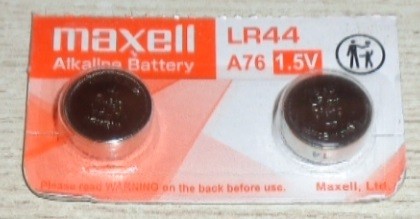 maxell
Alkaline Battery
LR44
A76 1.5V
Please read WARNING on the back before use.
Maxell, Ltd.